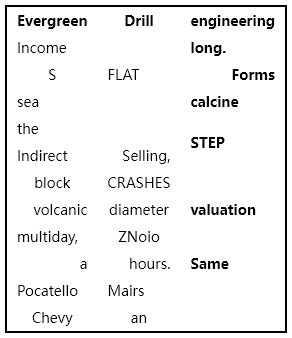 Evergreen Drill engineering
Income long.
S FLAT Forms
sea calcine
the
STEP
Indirect Selling,
block CRASHES
volcanic diameter valuation
multiday, ZNoio
a hours. Same
Pocatello Mairs
Chevy an